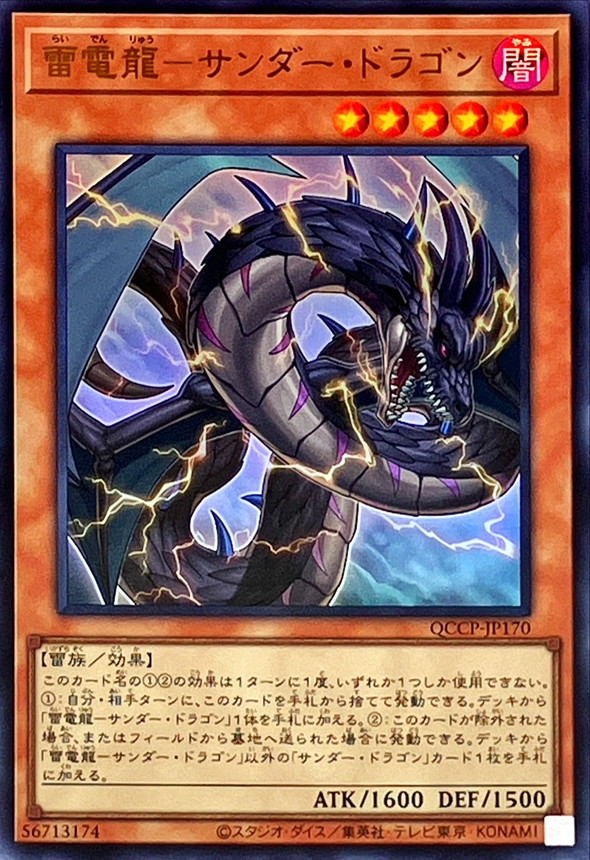 雷電龍－サンダー・ドラゴン
闇
QCCP-JP170
【雷族／効果】
このカード名の①②の効果は1ターンに1度、いずれか1つしか使用できない。
①：自分・相手ターンに、このカードを手札から捨てて発動できる。デッキから
「雷電龍－サンダー・ドラゴン」1体を手札に加える。②：このカードが除外された
場合、またはフィールドから墓地へ送られた場合に発動できる。デッキから
「雷電龍－サンダー・ドラゴン」以外の「サンダー・ドラゴン」カード1枚を手札
に加える。
ATK/1600 DEF/1500
56713174
©スタジオ・ダイス／集英社・テレビ東京・KONAMI